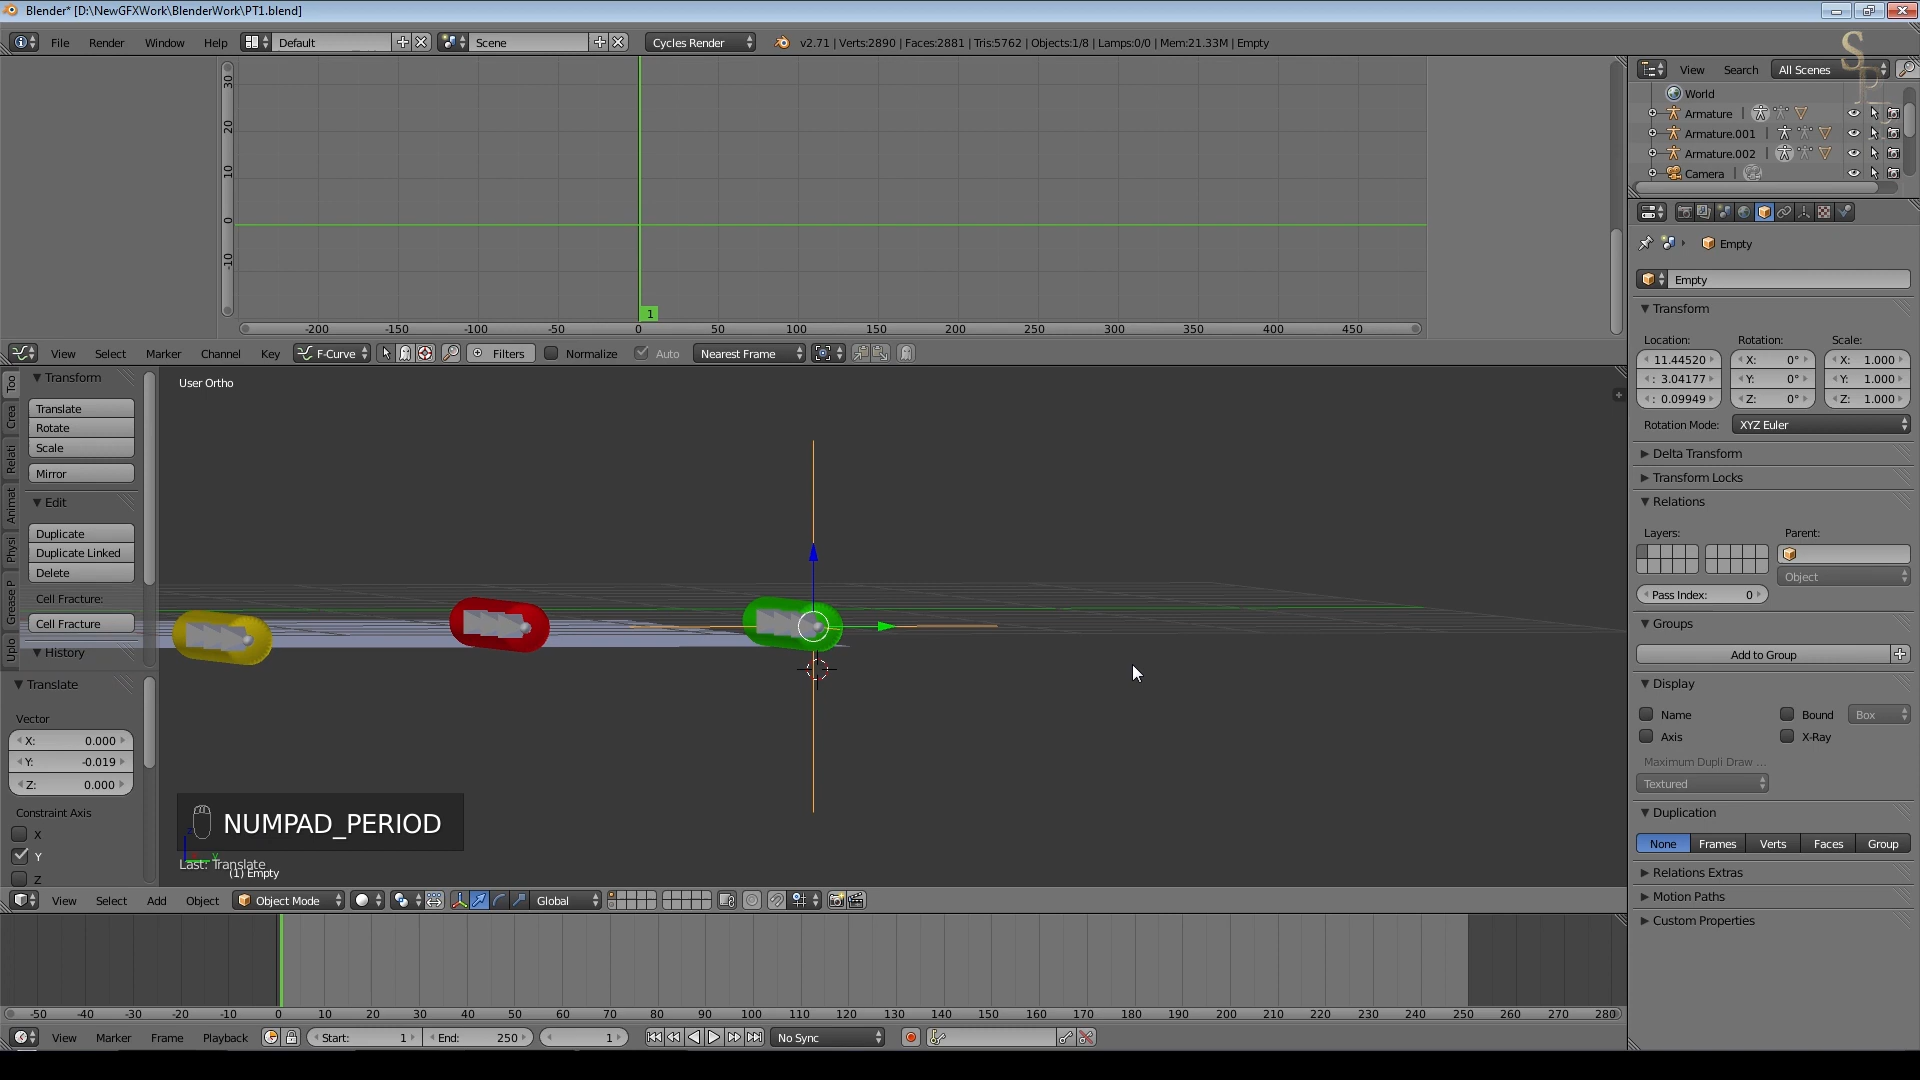 Blender* [D:\NewGFXWork\BlenderWork\PT1.blend]
File Render Window Help Default Scene Cycles Render v2.71 | Verts:2890 | Faces:2881 | Tris:5762 | Objects:1/8 | Lamps:0/0 | Mem:21.33M | Empty
S
P
View Search All Scenes
World
Armature
Armature.001
Armature.002
Camera
30
20
10
0
-10
-200 -150 -100 -50 0 50 100 150 200 250 300 350 400 450
1
View Select Marker Channel Key F-Curve Filters Normalize Auto Nearest Frame
Empty
Empty
Transform
Location: Rotation: Scale:
11.44520 X: 0° X: 1.000
: 3.04177 Y: 0° Y: 1.000
: 0.09949 Z: 0° Z: 1.000
Rotation Mode: XYZ Euler
Delta Transform
Transform Locks
Relations
Layers: Parent:
Object
Pass Index: 0
Groups
Add to Group
Display
Name Bound Box
Axis X-Ray
Maximum Dupli Draw ...
Textured
Duplication
None Frames Verts Faces Group
Relations Extras
Motion Paths
Custom Properties
Too
Crea
Relati
Animat
Physi
Grease P
Uplo
Transform
Translate
Rotate
Scale
Mirror
Edit
Duplicate
Duplicate Linked
Delete
Cell Fracture:
Cell Fracture
History
Translate
Vector
X: 0.000
Y: -0.019
Z: 0.000
Constraint Axis
X
Y
Z
User Ortho
NUMPAD_PERIOD
Last: Translate
(1) Empty
View Select Add Object Object Mode Global
-50 -40 -30 -20 -10 0 10 20 30 40 50 60 70 80 90 100 110 120 130 140 150 160 170 180 190 200 210 220 230 240 250 260 270 280
View Marker Frame Playback Start: 1 End: 250 1 No Sync